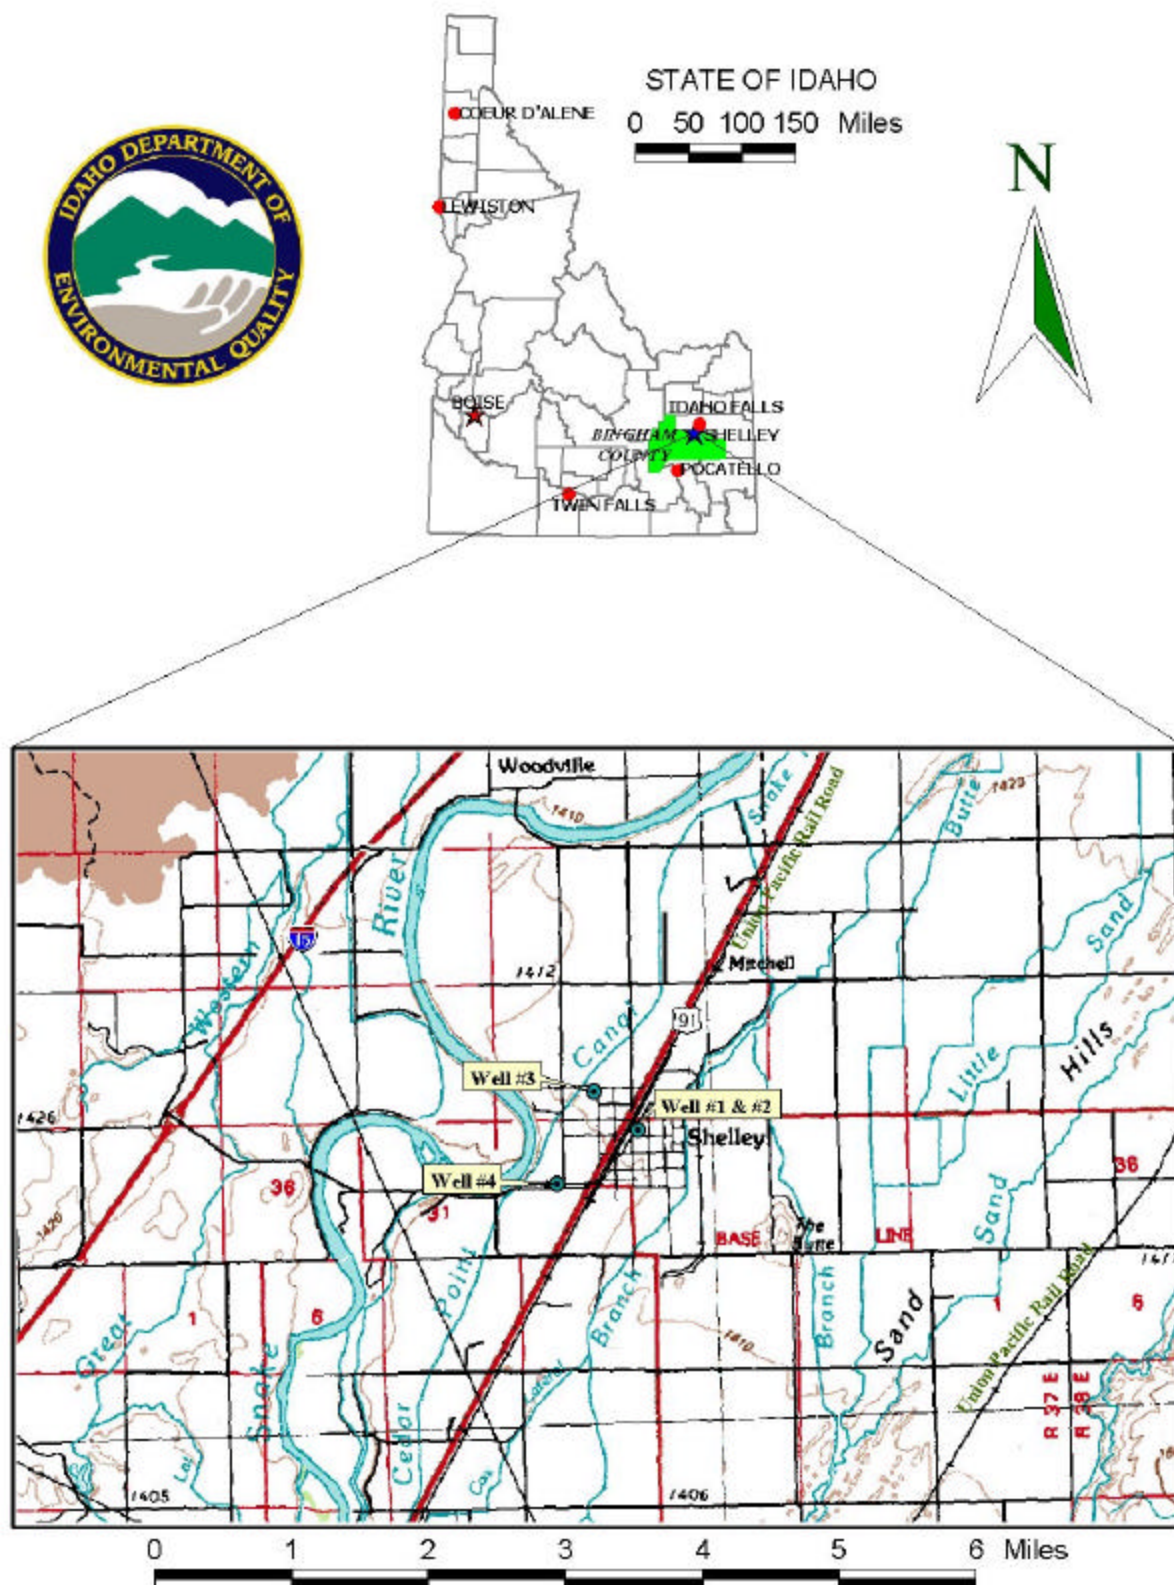 STATE OF IDAHO
0 50 100 150 Miles
COEUR D'ALENE
IDAHO DEPARTMENT OF
ENVIRONMENTAL QUALITY
N
LEWISTON
BOISE
IDAHO FALLS
BINGHAM
COUNTY
SHELLEY
POCATELLO
TWIN FALLS
Woodville
Snake
Union Pacific Rail Road
Butte
1420
1410
River
Sand
15
Western
Mitchell
1412
91
Canal
Hills
Little
Well #3
Well #1 & #2
1426
Shelley
Well #4
36
36
31
1420
Sand
BASE
LINE
The
Butte
Point
Branch
Branch
Union Pacific Rail Road
1
6
1
6
Great
Snake
1410
Sand
R 37 E
R 38 E
Cedar
1405
1406
0 1 2 3 4 5 6 Miles